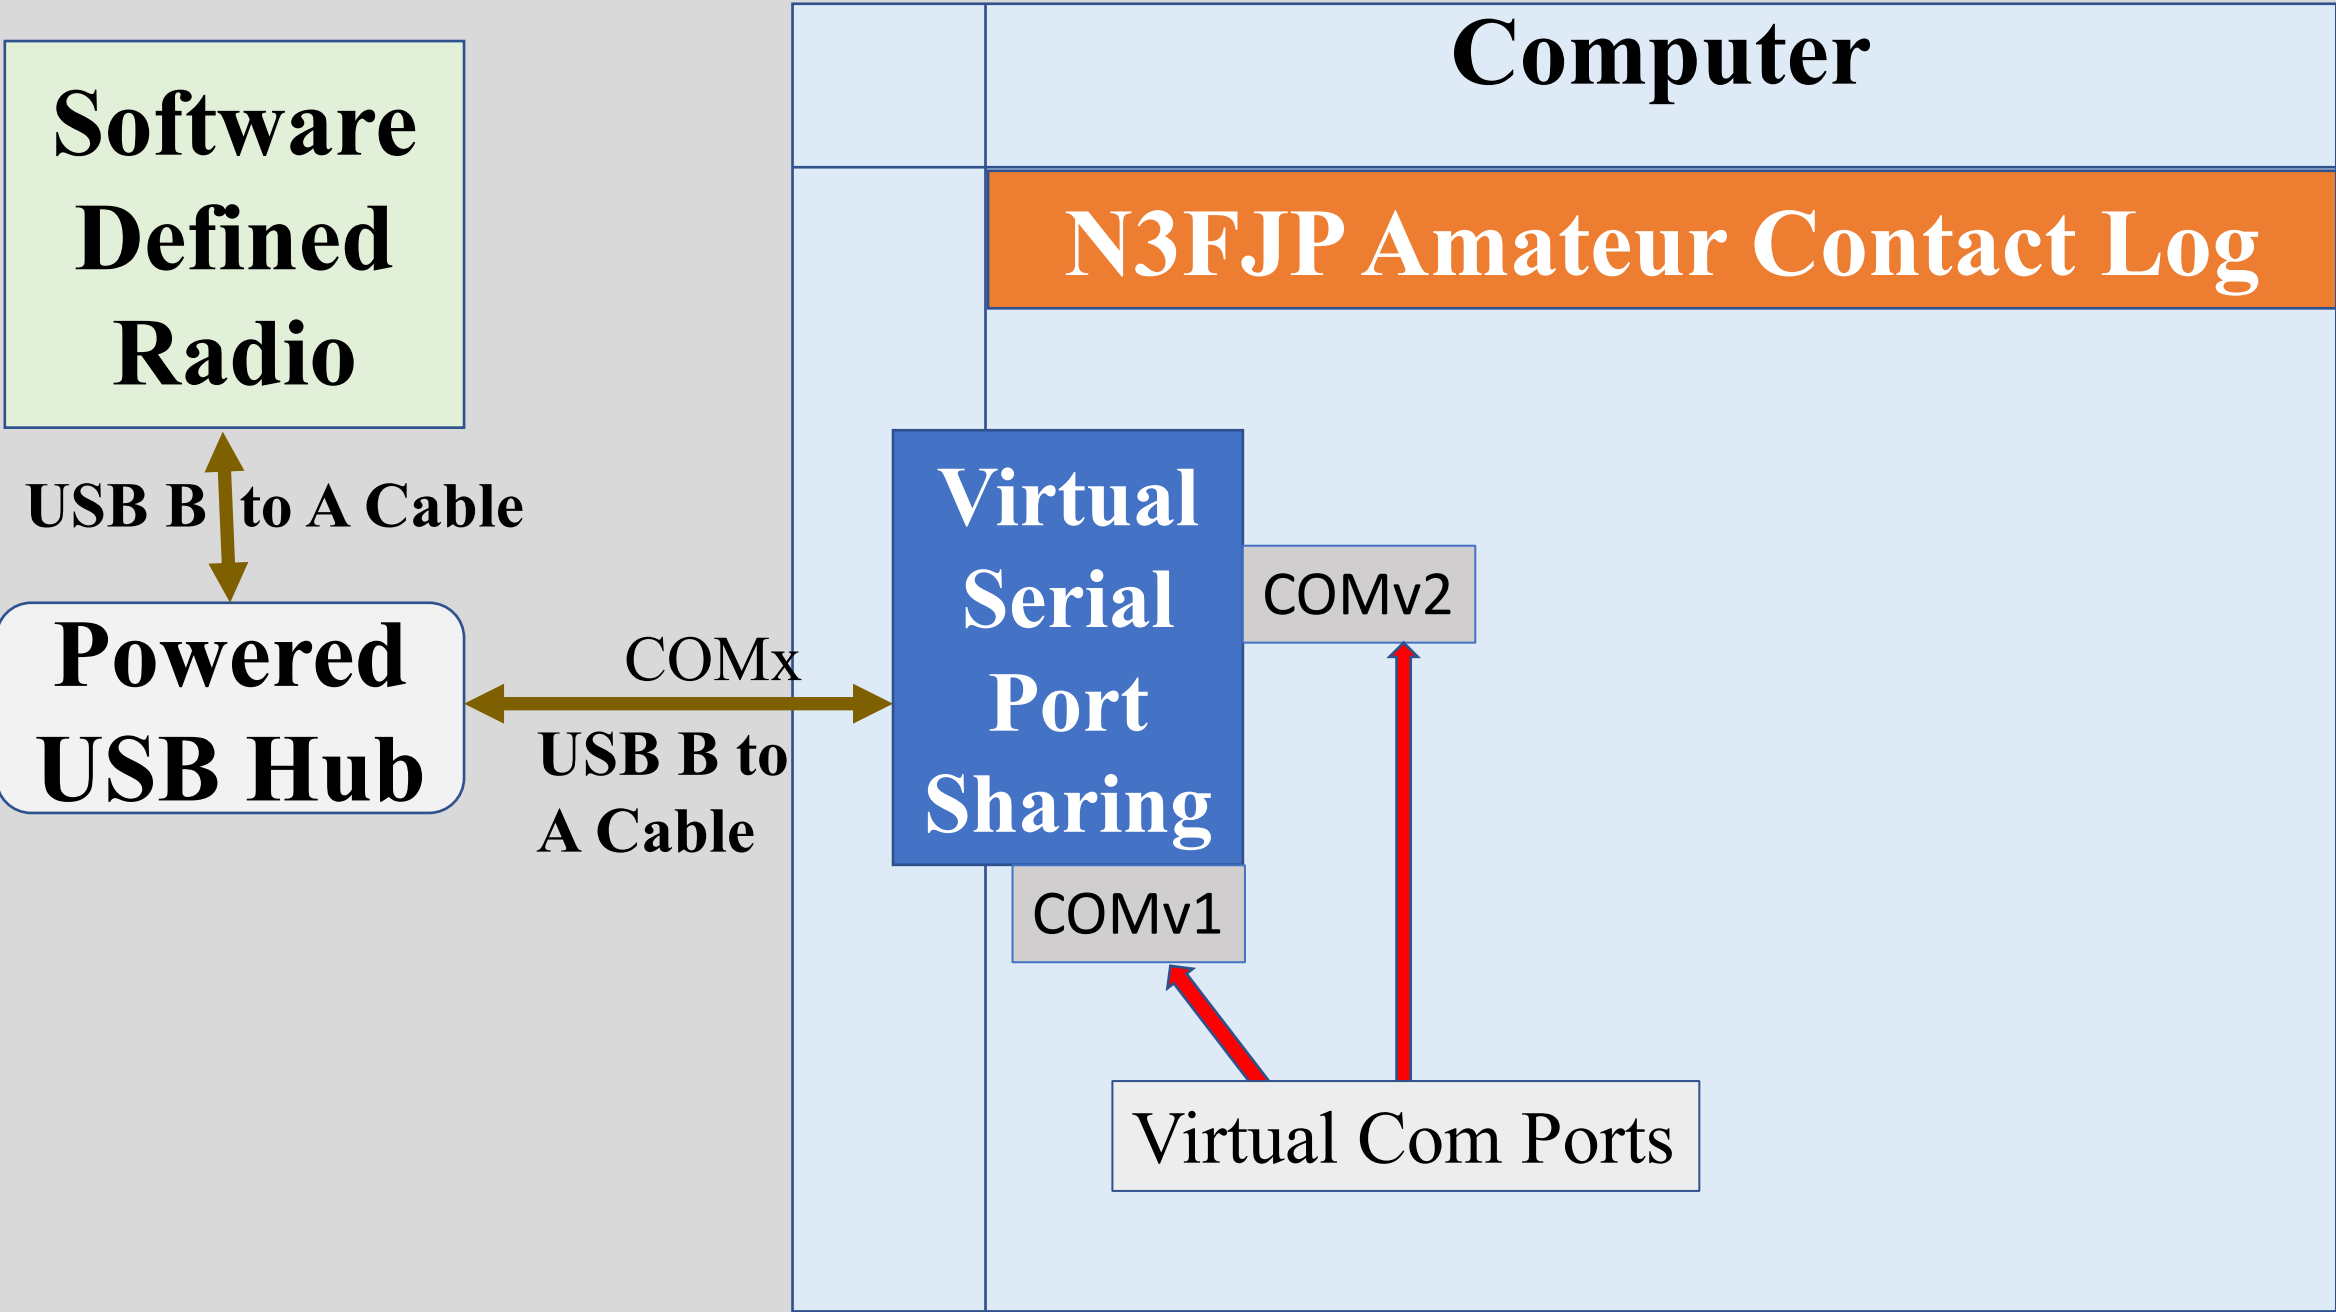 Computer
Software
Defined
Radio
N3FJP Amateur Contact Log
USB B to A Cable
Virtual
Serial
Port
Sharing
COMv2
Powered
USB Hub
COMx
USB B to
A Cable
COMv1
Virtual Com Ports